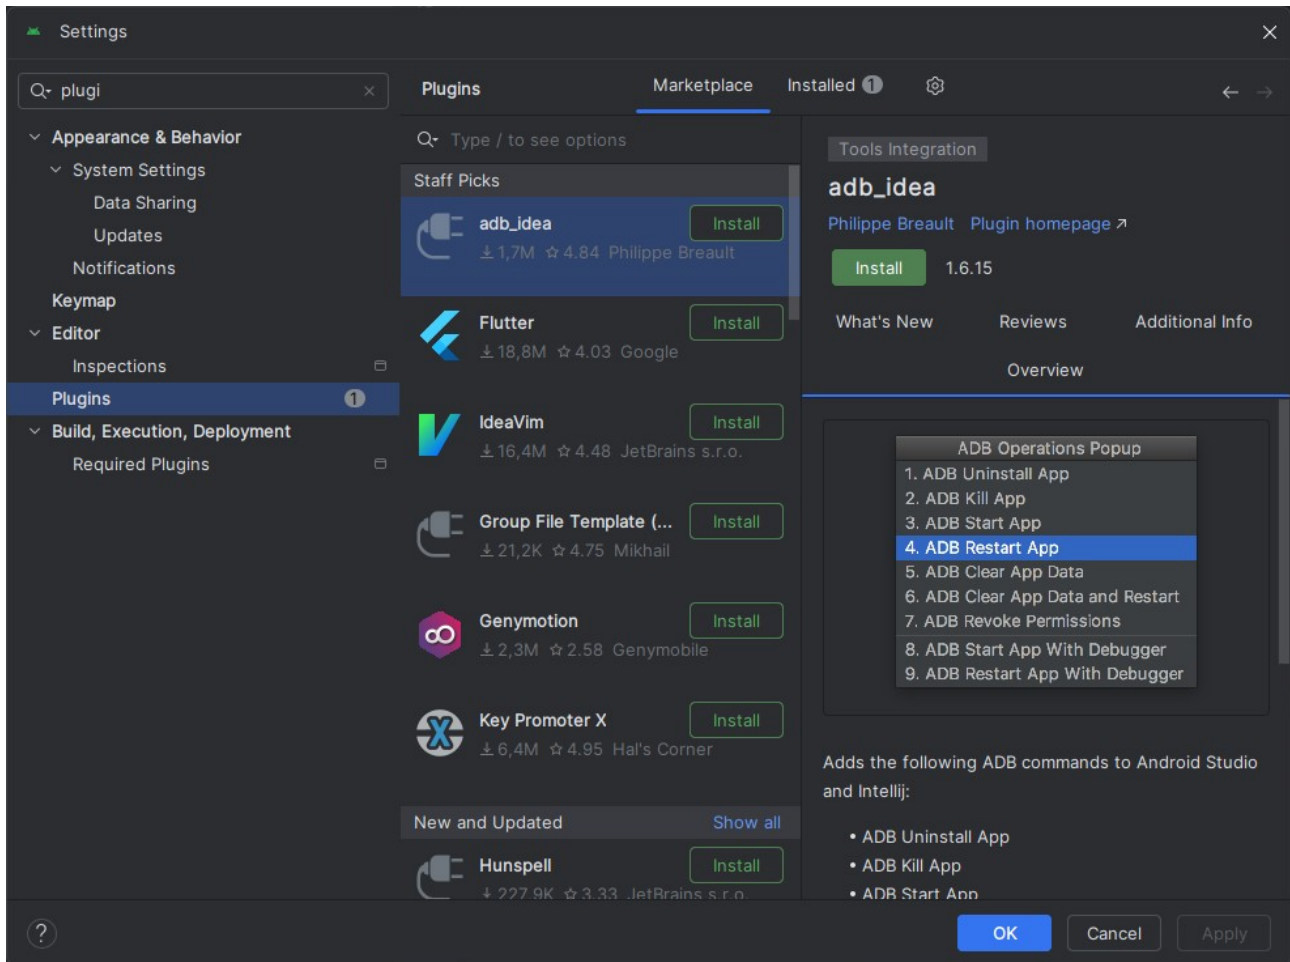 Settings
plugi
Appearance & Behavior
System Settings
Data Sharing
Updates
Notifications
Keymap
Editor
Inspections
Plugins 1
Build, Execution, Deployment
Required Plugins
Plugins Marketplace Installed 1
Type / to see options
Staff Picks
adb_idea Install
1,7M 4.84 Philippe Breault
Flutter Install
18,8M 4.03 Google
IdeaVim Install
16,4M 4.48 JetBrains s.r.o.
Group File Template (... Install
21,2K 4.75 Mikhail
Genymotion Install
2,3M 2.58 Genymobile
Key Promoter X Install
6,4M 4.95 Hal's Corner
New and Updated Show all
Hunspell Install
227,9K 3.33 JetBrains s.r.o.
Tools Integration
adb_idea
Philippe Breault Plugin homepage ↗
Install 1.6.15
What's New Reviews Additional Info
Overview
ADB Operations Popup
1. ADB Uninstall App
2. ADB Kill App
3. ADB Start App
4. ADB Restart App
5. ADB Clear App Data
6. ADB Clear App Data and Restart
7. ADB Revoke Permissions
8. ADB Start App With Debugger
9. ADB Restart App With Debugger
Adds the following ADB commands to Android Studio
and Intellij:
• ADB Uninstall App
• ADB Kill App
• ADB Start App
? OK Cancel Apply